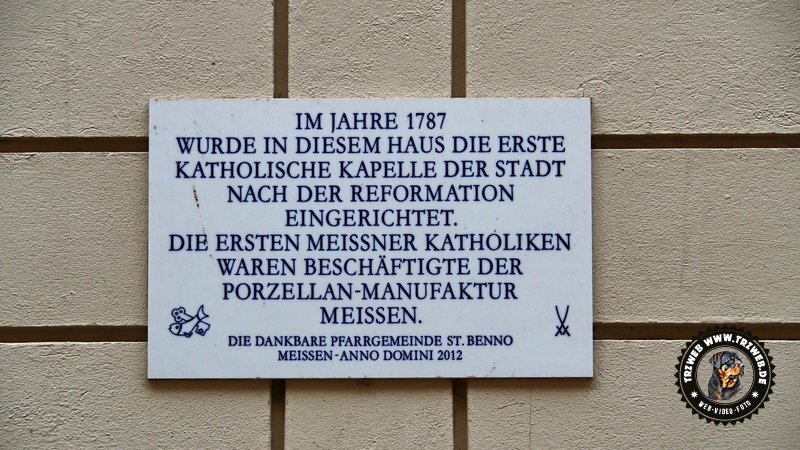 IM JAHRE 1787
WURDE IN DIESEM HAUS DIE ERSTE
KATHOLISCHE KAPELLE DER STADT
NACH DER REFORMATION
EINGERICHTET.
DIE ERSTEN MEISSNER KATHOLIKEN
WAREN BESCHÄFTIGTE DER
PORZELLAN-MANUFAKTUR
MEISSEN.
DIE DANKBARE PFARRGEMEINDE ST. BENNO
MEISSEN-ANNO DOMINI 2012
TRZWEB WWW.TRZWEB.DE
WEB-VIDEO-FOTO